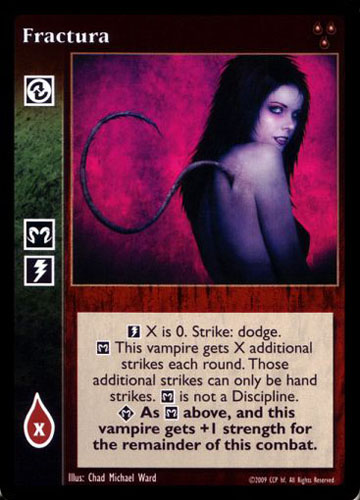 Fractura
X is 0. Strike: dodge.
This vampire gets X additional
strikes each round. Those
additional strikes can only be hand
strikes. is not a Discipline.
As above, and this
vampire gets +1 strength for
the remainder of this combat.
X
Illus: Chad Michael Ward
©2009 CCP hf. All Rights Reserved